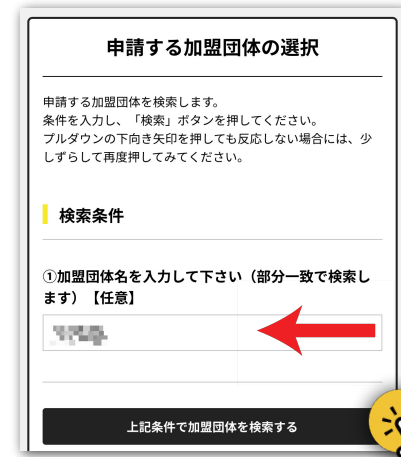 申請する加盟団体の選択
申請する加盟団体を検索します。
条件を入力し、「検索」ボタンを押してください。
プルダウンの下向き矢印を押しても反応しない場合には、少
しずらして再度押してみてください。
検索条件
①加盟団体名を入力して下さい（部分一致で検索し
ます）【任意】
上記条件で加盟団体を検索する